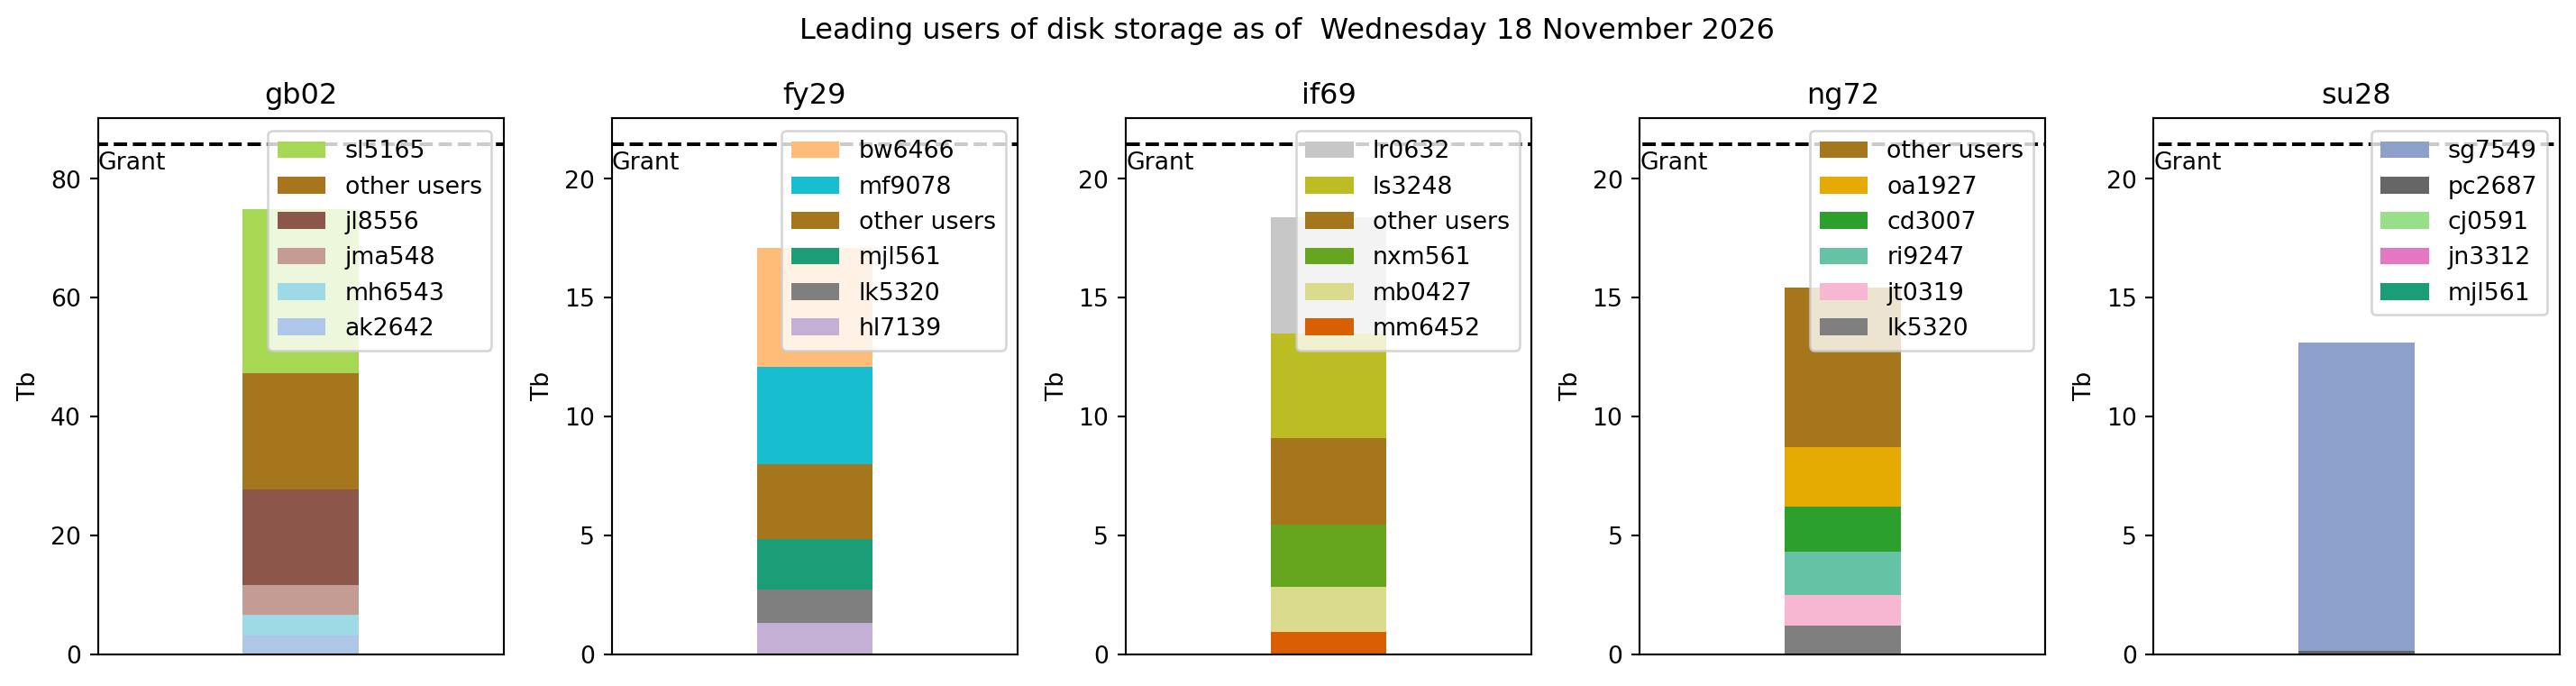 Leading users of disk storage as of  Wednesday 18 November 2026
gb02
Grant
sl5165
other users
jl8556
jma548
mh6543
ak2642
80
60
40
20
0
Tb
fy29
Grant
bw6466
mf9078
other users
mjl561
lk5320
hl7139
20
15
10
5
0
Tb
if69
Grant
lr0632
ls3248
other users
nxm561
mb0427
mm6452
20
15
10
5
0
Tb
ng72
Grant
other users
oa1927
cd3007
ri9247
jt0319
lk5320
20
15
10
5
0
Tb
su28
Grant
sg7549
pc2687
cj0591
jn3312
mjl561
20
15
10
5
0
Tb